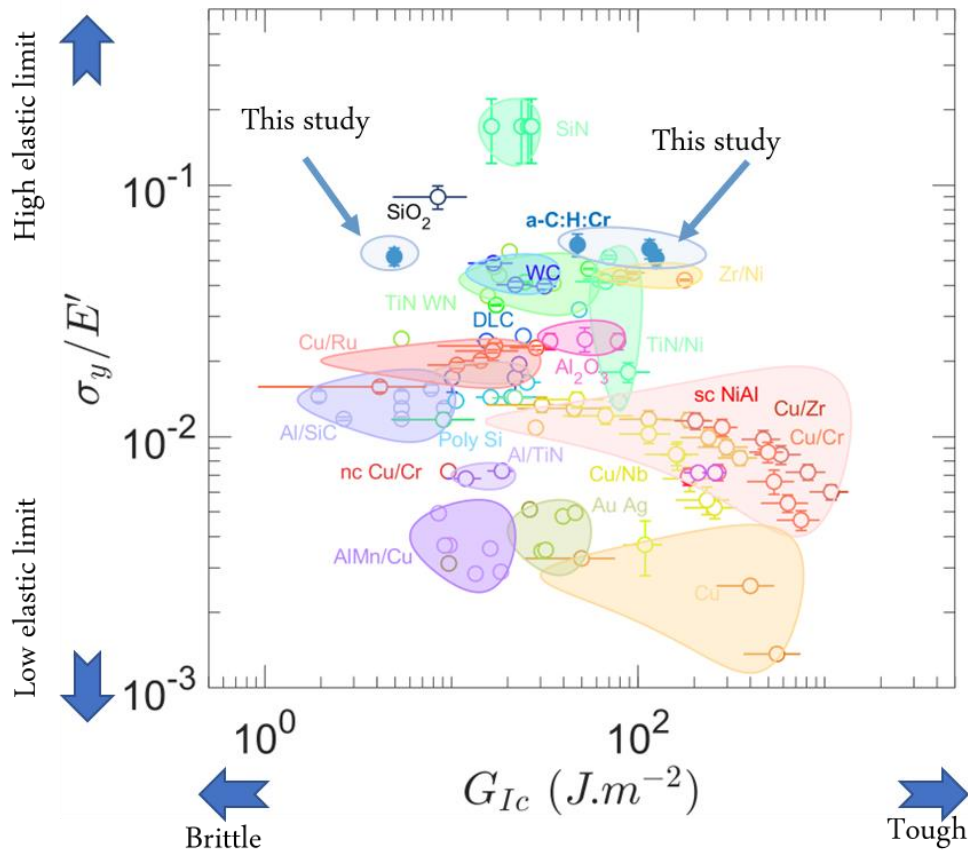 High elastic limit
Low elastic limit
σ_y/E'
10^-1
10^-2
10^-3
This study
This study
SiN
SiO₂
a-C:H:Cr
WC
Zr/Ni
TiN WN
DLC
Cu/Ru
TiN/Ni
Al₂O₃
sc NiAl
Cu/Zr
Al/SiC
Poly Si
Cu/Cr
Al/TiN
nc Cu/Cr
Cu/Nb
Au Ag
AlMn/Cu
Cu
10^0
10^2
G_Ic (J.m^-2)
Brittle
Tough